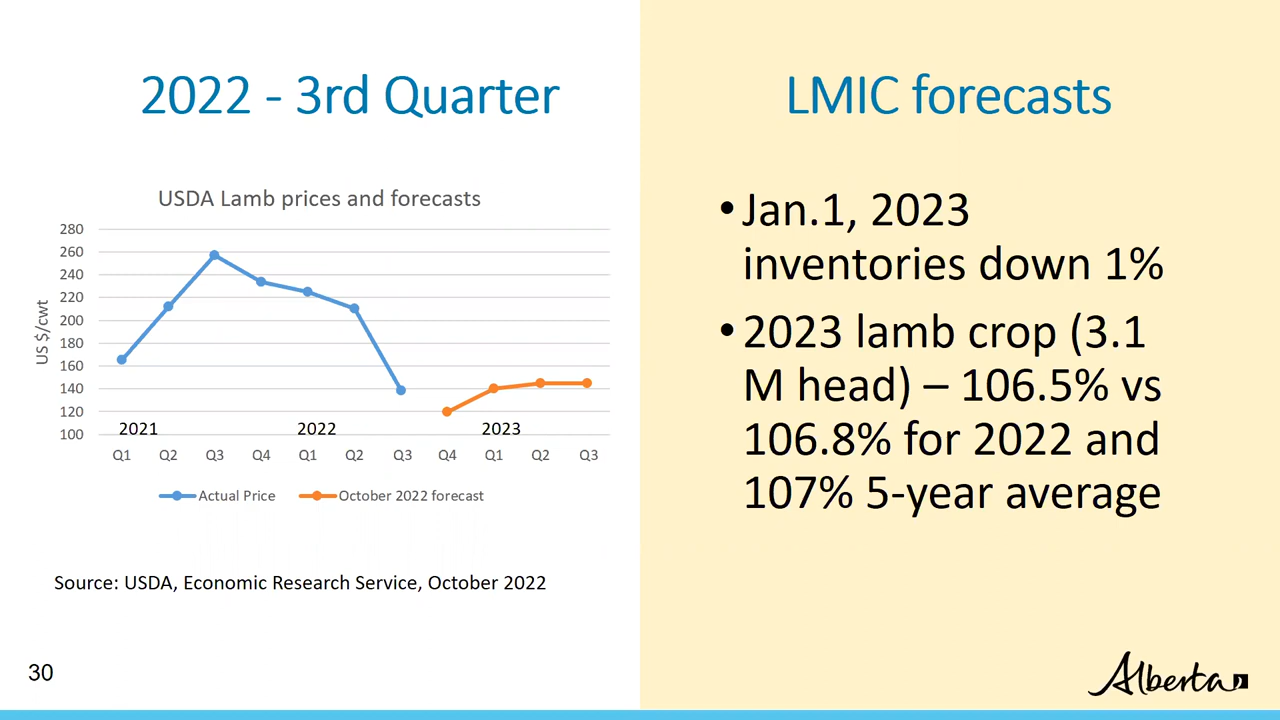 2022 - 3rd Quarter
USDA Lamb prices and forecasts
US $/cwt
280
260
240
220
200
180
160
140
120
100
2021
2022
2023
Q1 Q2 Q3 Q4 Q1 Q2 Q3 Q4 Q1 Q2 Q3
Actual Price October 2022 forecast
Source: USDA, Economic Research Service, October 2022
30
LMIC forecasts
•Jan.1, 2023
inventories down 1%
•2023 lamb crop (3.1
M head) – 106.5% vs
106.8% for 2022 and
107% 5-year average
Alberta